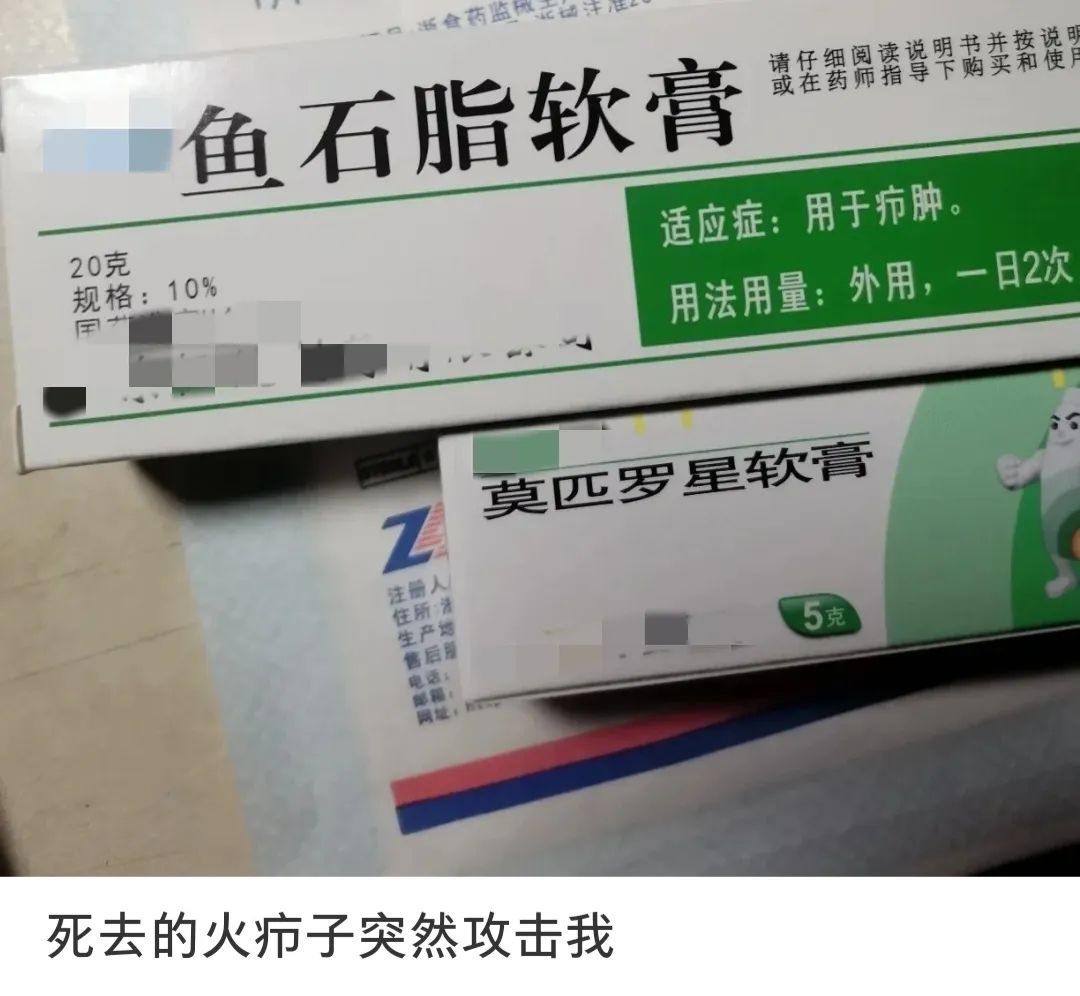 鱼石脂软膏
请仔细阅读说明书并按说明
或在药师指导下购买和使用
20克
规格：10%
适应症：用于疖肿。
用法用量：外用，一日2次
莫匹罗星软膏
5克
注册人
住所：
生产地
售后服
电话：
邮箱：
网址：
死去的火疖子突然攻击我